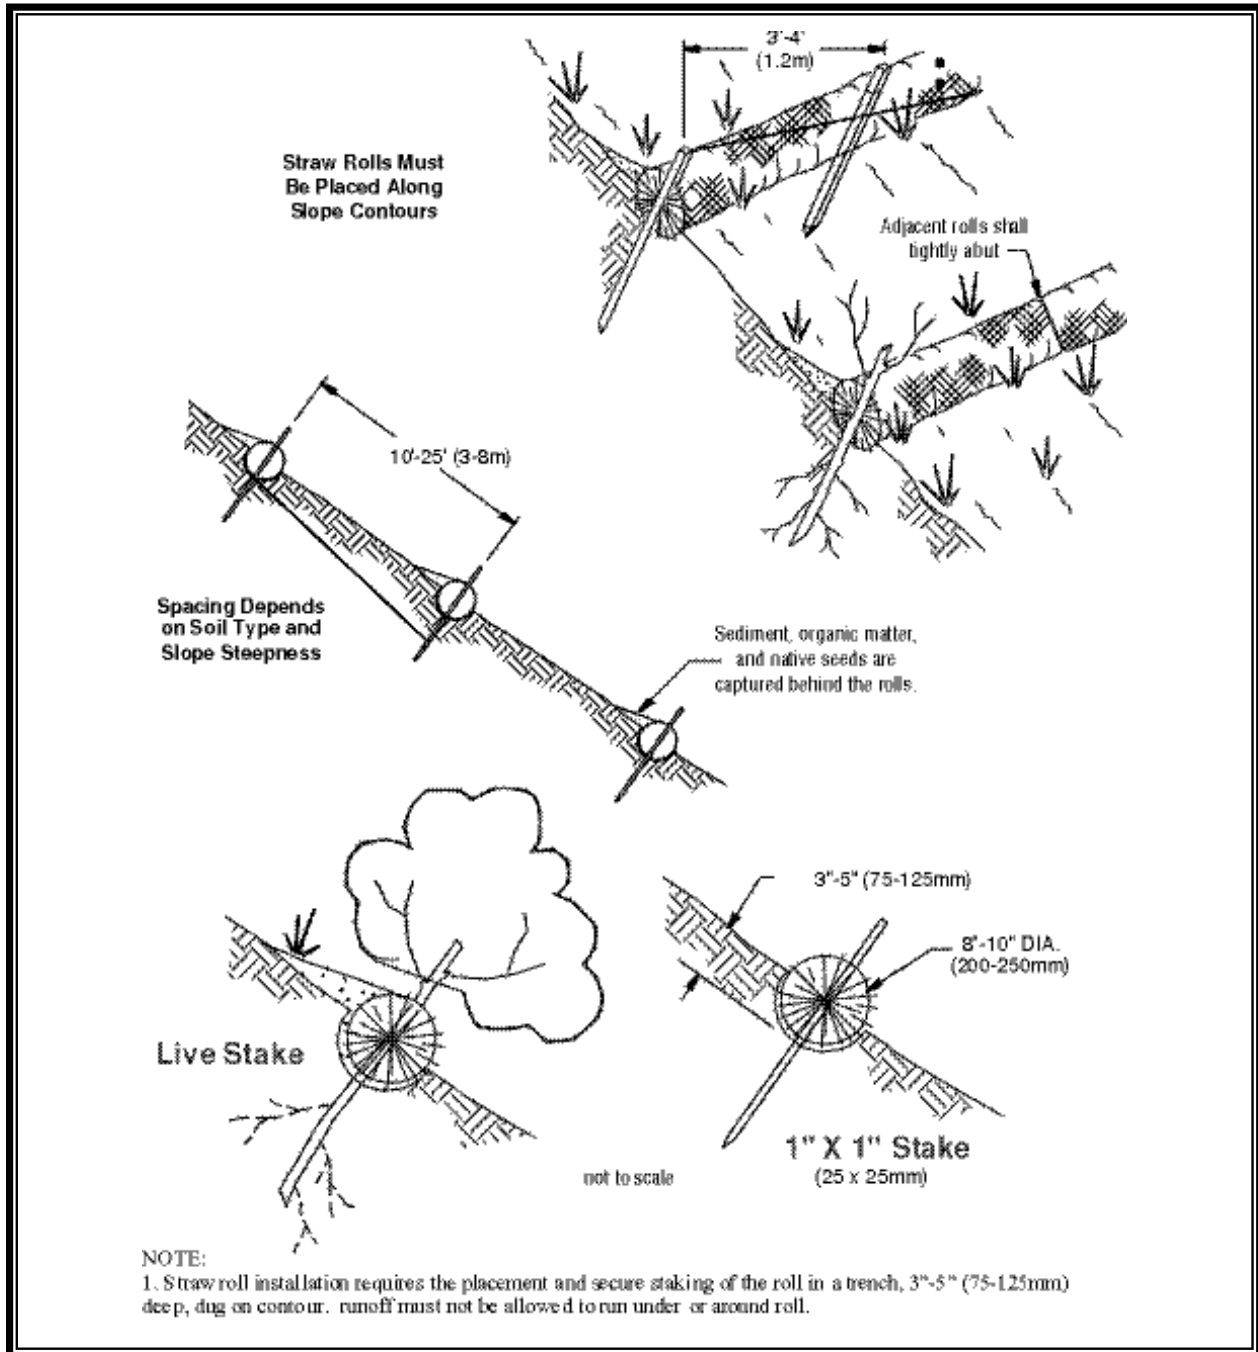 3'-4'
(1.2m)
Straw Rolls Must
Be Placed Along
Slope Contours
Adjacent rolls shall
tightly abut
10'-25' (3-8m)
Spacing Depends
on Soil Type and
Slope Steepness
Sediment, organic matter,
and native seeds are
captured behind the rolls.
3"-5" (75-125mm)
8"-10" DIA.
(200-250mm)
Live Stake
1" X 1" Stake
(25 x 25mm)
not to scale
NOTE:
1. Straw roll installation requires the placement and secure staking of the roll in a trench, 3"-5" (75-125mm)
deep, dug on contour. runoff must not be allowed to run under or around roll.